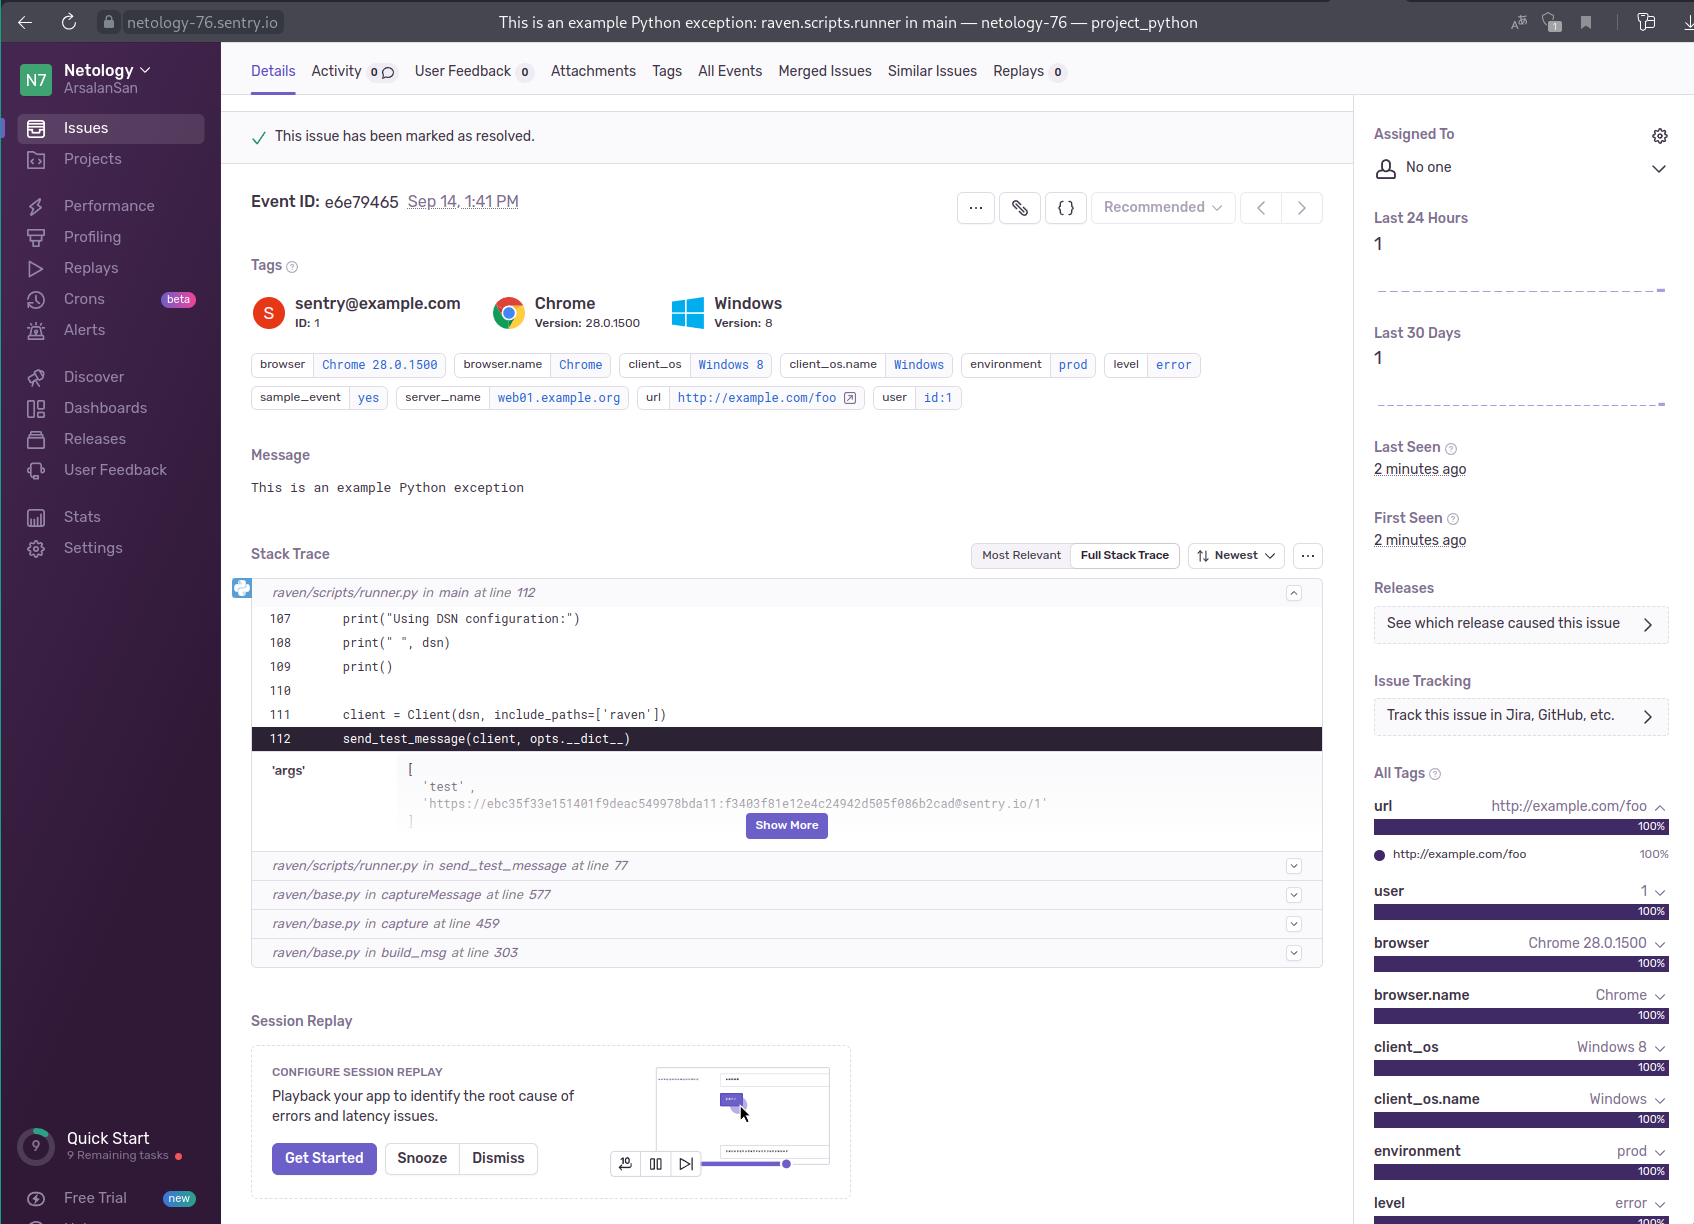 netology-76.sentry.io
This is an example Python exception: raven.scripts.runner in main — netology-76 — project_python
1
N7
Netology
ArsalanSan
Issues
Projects
Performance
Profiling
Replays
Crons beta
Alerts
Discover
Dashboards
Releases
User Feedback
Stats
Settings
9
Quick Start
9 Remaining tasks
Free Trial new
Details Activity 0 User Feedback 0 Attachments Tags All Events Merged Issues Similar Issues Replays 0
This issue has been marked as resolved.
Event ID: e6e79465 Sep 14, 1:41 PM
... { } Recommended
Tags ?
S
sentry@example.com
ID: 1
Chrome
Version: 28.0.1500
Windows
Version: 8
browser Chrome 28.0.1500 browser.name Chrome client_os Windows 8 client_os.name Windows environment prod level error
sample_event yes server_name web01.example.org url http://example.com/foo user id:1
Message
This is an example Python exception
Stack Trace
Most Relevant Full Stack Trace Newest ...
raven/scripts/runner.py in main at line 112
107 print("Using DSN configuration:")
108 print(" ", dsn)
109 print()
110
111 client = Client(dsn, include_paths=['raven'])
112 send_test_message(client, opts.__dict__)
'args' [
'test' ,
'https://ebc35f33e151401f9deac549978bda11:f3403f81e12e4c24942d505f086b2cad@sentry.io/1'
]
Show More
raven/scripts/runner.py in send_test_message at line 77
raven/base.py in captureMessage at line 577
raven/base.py in capture at line 459
raven/base.py in build_msg at line 303
Session Replay
CONFIGURE SESSION REPLAY
Playback your app to identify the root cause of
errors and latency issues.
Get Started Snooze Dismiss
10
Assigned To
No one
Last 24 Hours
1
Last 30 Days
1
Last Seen ?
2 minutes ago
First Seen ?
2 minutes ago
Releases
See which release caused this issue
Issue Tracking
Track this issue in Jira, GitHub, etc.
All Tags ?
url http://example.com/foo
100%
http://example.com/foo 100%
user 1
100%
browser Chrome 28.0.1500
100%
browser.name Chrome
100%
client_os Windows 8
100%
client_os.name Windows
100%
environment prod
100%
level error
100%